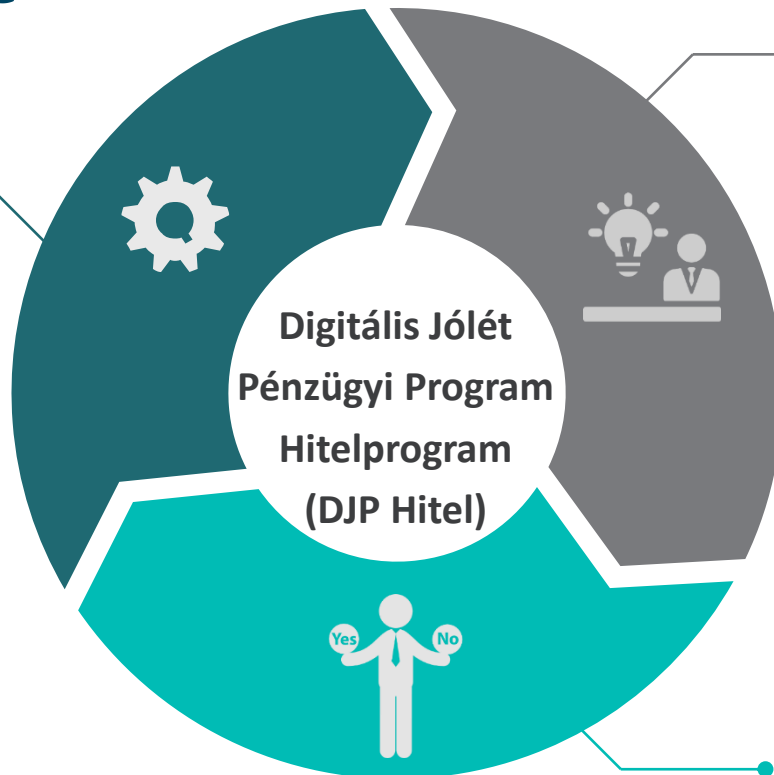 Digitális Jólét
Pénzügyi Program
Hitelprogram
(DJP Hitel)
Yes
No